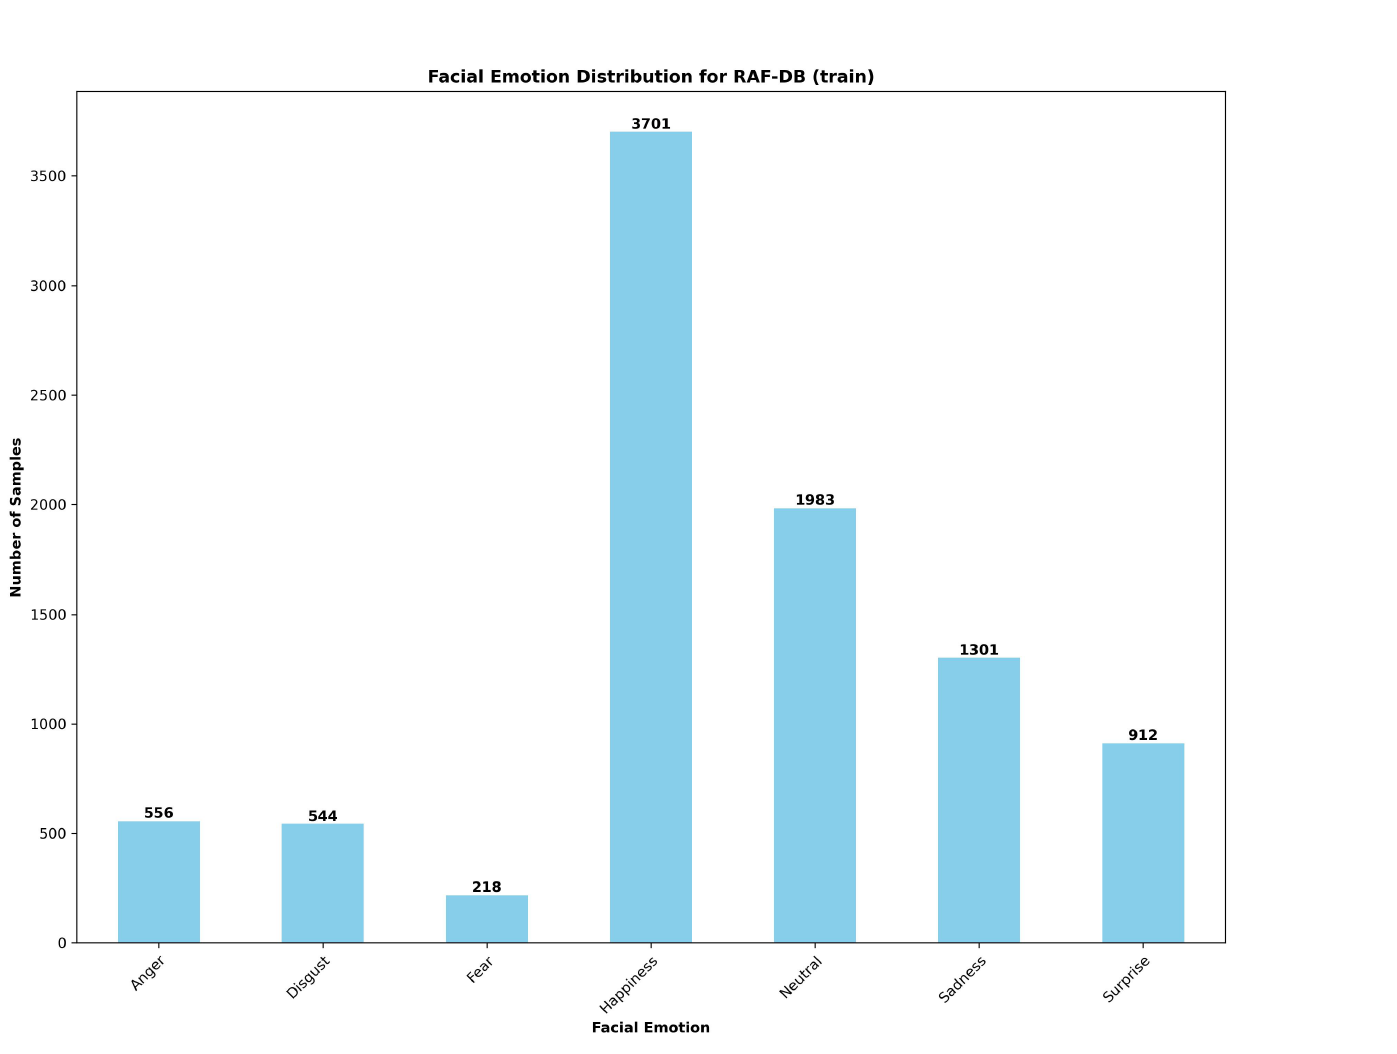 Facial Emotion Distribution for RAF-DB (train)
Number of Samples
3500
3000
2500
2000
1500
1000
500
0
556
544
218
3701
1983
1301
912
Anger
Disgust
Fear
Happiness
Neutral
Sadness
Surprise
Facial Emotion